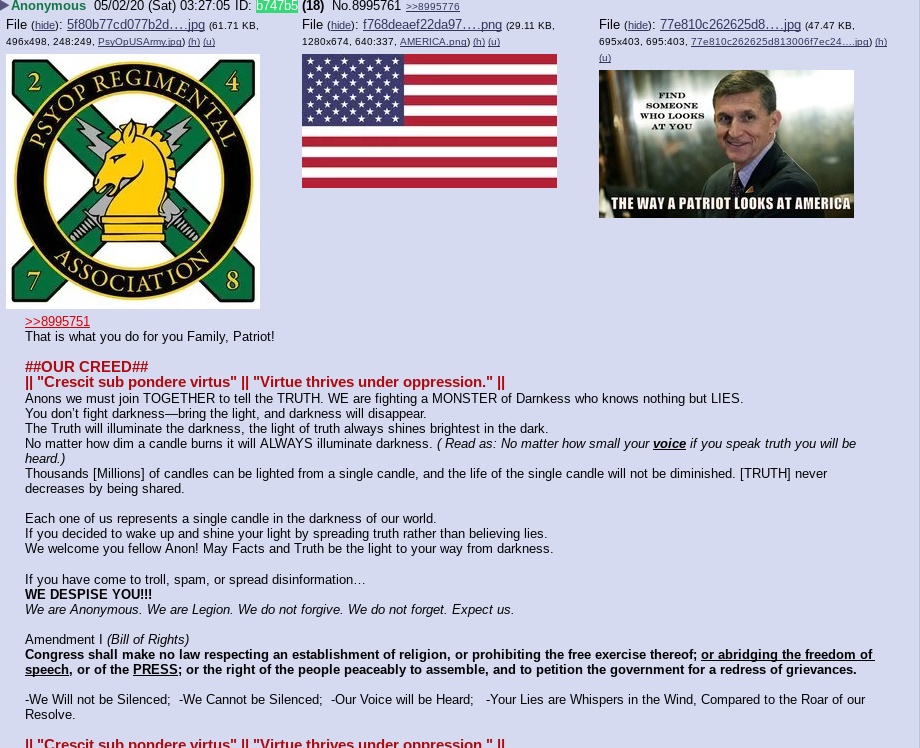 Anonymous 05/02/20 (Sat) 03:27:05 ID: b747b5 (18) No.8995761 >>8995776
File (hide): 5f80b77cd077b2d….jpg (61.71 KB,
496x498, 248:249, PsyOpUSArmy.jpg) (h) (u)
File (hide): f768deaef22da97….png (29.11 KB,
1280x674, 640:337, AMERICA.png) (h) (u)
File (hide): 77e810c262625d8….jpg (47.47 KB,
695x403, 695:403, 77e810c262625d813006f7ec24….jpg) (h)
(u)
2 4
PSYOP REGIMENTAL
ASSOCIATION
7 8
FIND
SOMEONE
WHO LOOKS
AT YOU
THE WAY A PATRIOT LOOKS AT AMERICA
>>8995751
That is what you do for you Family, Patriot!
##OUR CREED##
|| "Crescit sub pondere virtus" || "Virtue thrives under oppression." ||
Anons we must join TOGETHER to tell the TRUTH. WE are fighting a MONSTER of Darnkess who knows nothing but LIES.
You don’t fight darkness—bring the light, and darkness will disappear.
The Truth will illuminate the darkness, the light of truth always shines brightest in the dark.
No matter how dim a candle burns it will ALWAYS illuminate darkness. ( Read as: No matter how small your voice if you speak truth you will be
heard.)
Thousands [Millions] of candles can be lighted from a single candle, and the life of the single candle will not be diminished. [TRUTH] never
decreases by being shared.
Each one of us represents a single candle in the darkness of our world.
If you decided to wake up and shine your light by spreading truth rather than believing lies.
We welcome you fellow Anon! May Facts and Truth be the light to your way from darkness.
If you have come to troll, spam, or spread disinformation…
WE DESPISE YOU!!!
We are Anonymous. We are Legion. We do not forgive. We do not forget. Expect us.
Amendment I (Bill of Rights)
Congress shall make no law respecting an establishment of religion, or prohibiting the free exercise thereof; or abridging the freedom of
speech, or of the PRESS; or the right of the people peaceably to assemble, and to petition the government for a redress of grievances.
-We Will not be Silenced; -We Cannot be Silenced; -Our Voice will be Heard; -Your Lies are Whispers in the Wind, Compared to the Roar of our
Resolve.
|| "Crescit sub pondere virtus" || "Virtue thrives under oppression." ||